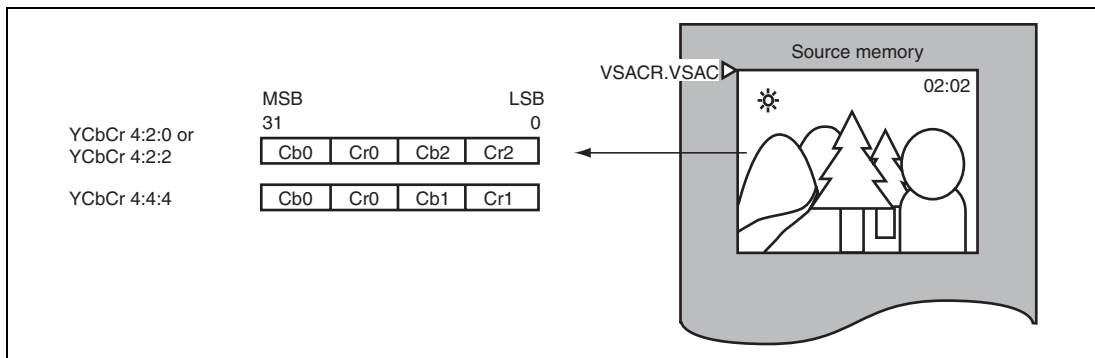 Source memory
VSACR.VSAC
02:02
MSB LSB
31 0
YCbCr 4:2:0 or
YCbCr 4:2:2
Cb0 Cr0 Cb2 Cr2
YCbCr 4:4:4
Cb0 Cr0 Cb1 Cr1